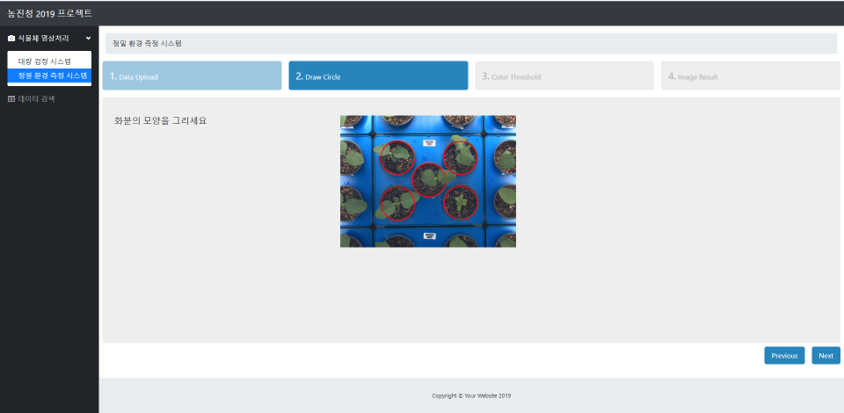 농진청 2019 프로젝트
식물체 영상처리
대량 검정 시스템
정밀 환경 측정 시스템
데이터 검색
정밀 환경 측정 시스템
1. Data Upload
2. Draw Circle
3. Color Threshold
4. Image Result
화분의 모양을 그리세요
Previous
Next
Copyright © Your Website 2019